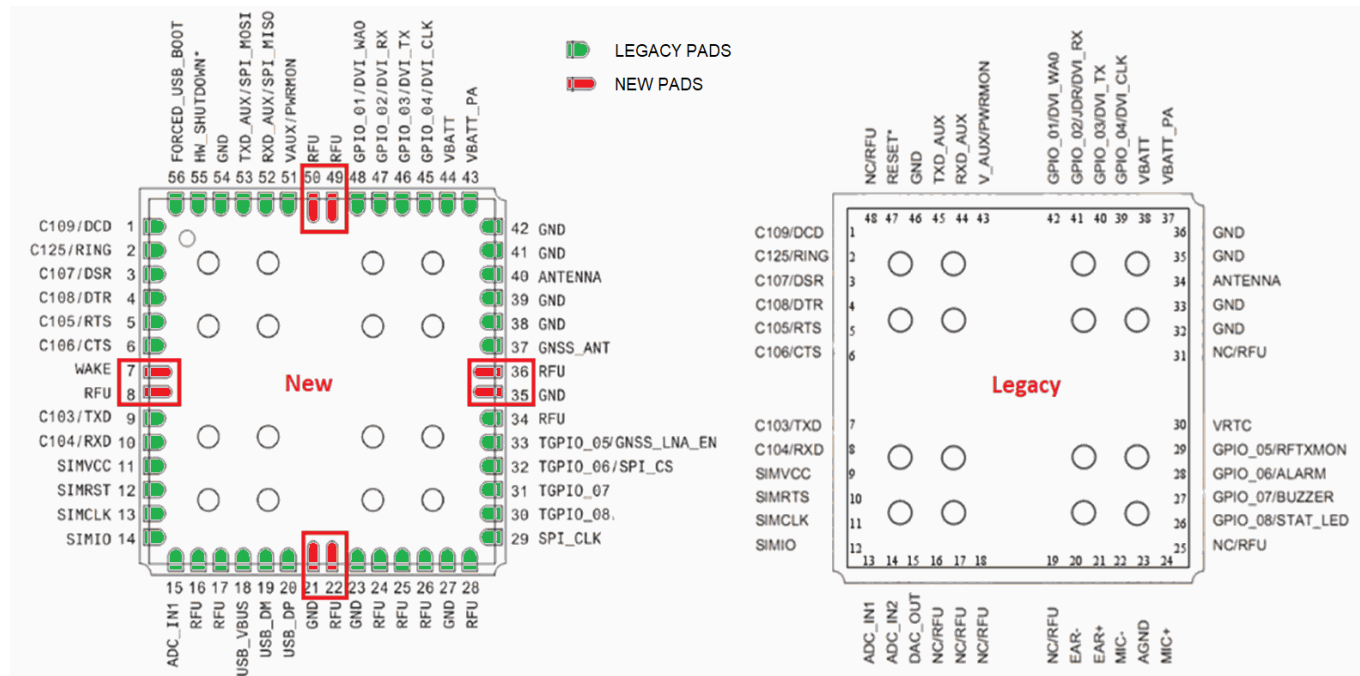 LEGACY PADS
NEW PADS
FORCED_USB_BOOT
HW_SHUTDOWN*
GND
TXD_AUX/SPI_MOSI
RXD_AUX/SPI_MISO
VAUX/PWRMON
RFU
RFU
GPIO_01/DVI_WAO
GPIO_02/DVI_RX
GPIO_03/DVI_TX
GPIO_04/DVI_CLK
VBATT
VBATT_PA
56 55 54 53 52 51 50 49 48 47 46 45 44 43
C109/DCD 1
C125/RING 2
C107/DSR 3
C108/DTR 4
C105/RTS 5
C106/CTS 6
WAKE 7
RFU 8
C103/TXD 9
C104/RXD 10
SIMVCC 11
SIMRST 12
SIMCLK 13
SIMIO 14
New
42 GND
41 GND
40 ANTENNA
39 GND
38 GND
37 GNSS_ANT
36 RFU
35 GND
34 RFU
33 TGPIO_05/GNSS_LNA_EN
32 TGPIO_06/SPI_CS
31 TGPIO_07
30 TGPIO_08.
29 SPI_CLK
15 16 17 18 19 20 21 22 23 24 25 26 27 28
ADC_IN1
RFU
RFU
USB_VBUS
USB_DM
USB_DP
GND
RFU
GND
RFU
RFU
RFU
GND
RFU
NC/RFU
RESET*
GND
TXD_AUX
RXD_AUX
V_AUX/PWRMON
GPIO_01/DVI_WA0
GPIO_02/JDR/DVI_RX
GPIO_03/DVI_TX
GPIO_04/DVI_CLK
VBATT
VBATT_PA
48 47 46 45 44 43 42 41 40 39 38 37
C109/DCD 1
C125/RING 2
C107/DSR 3
C108/DTR 4
C105/RTS 5
C106/CTS 6
C103/TXD 7
C104/RXD 8
SIMVCC 9
SIMRTS 10
SIMCLK 11
SIMIO 12
Legacy
36 GND
35 GND
34 ANTENNA
33 GND
32 GND
31 NC/RFU
30 VRTC
29 GPIO_05/RFTXMON
28 GPIO_06/ALARM
27 GPIO_07/BUZZER
26 GPIO_08/STAT_LED
25 NC/RFU
13 14 15 16 17 18 19 20 21 22 23 24
ADC_IN1
ADC_IN2
DAC_OUT
NC/RFU
NC/RFU
NC/RFU
NC/RFU
EAR-
EAR+
MIC-
AGND
MIC+